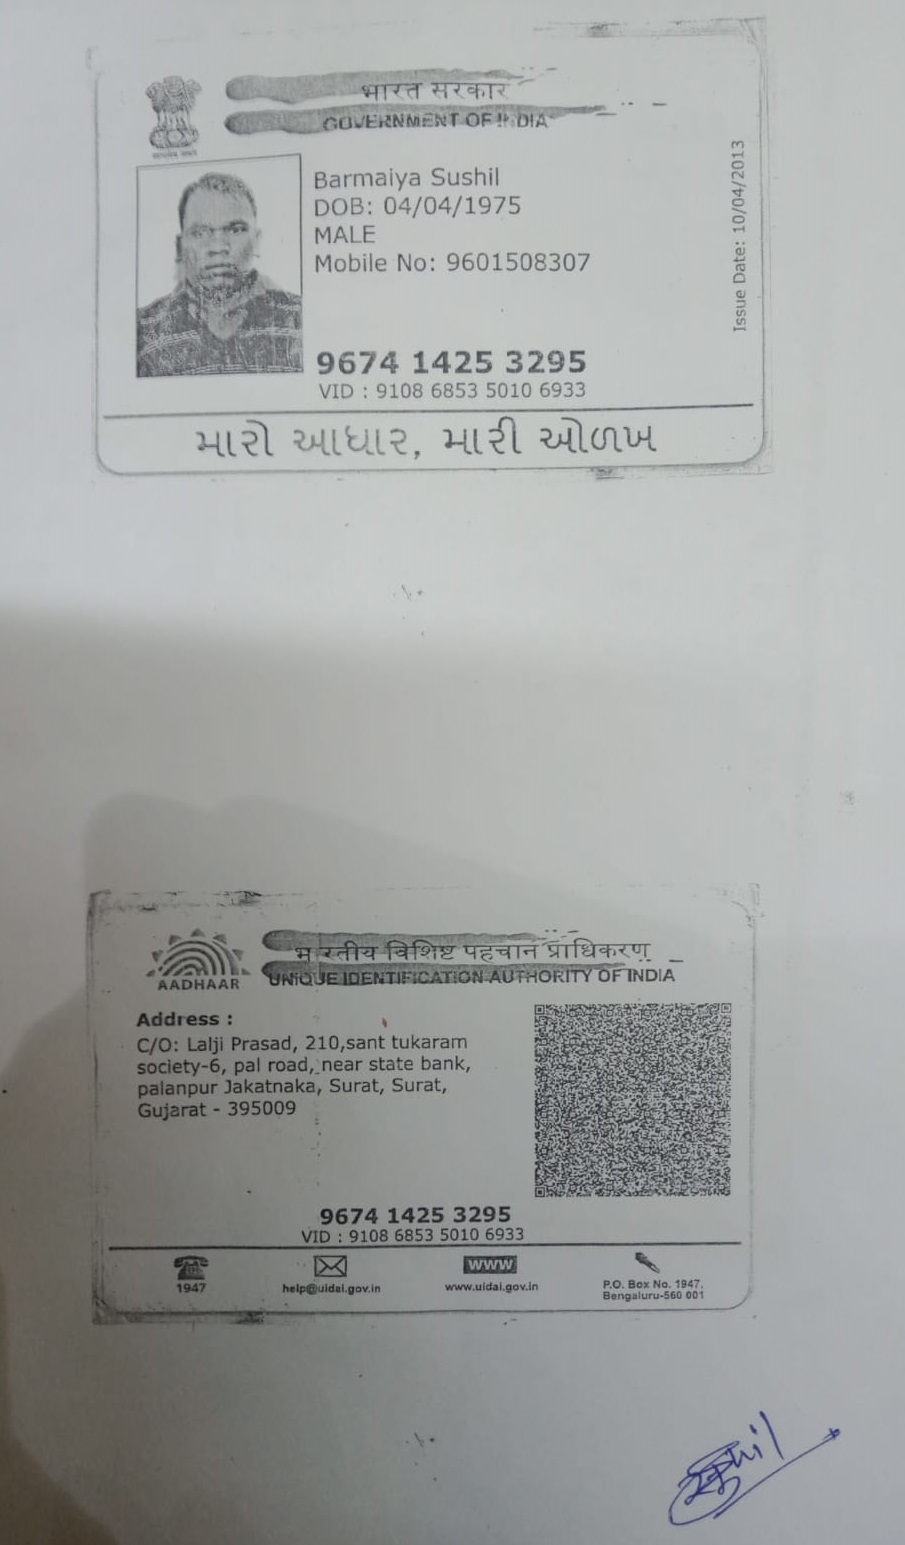 भारत सरकार
GOVERNMENT OF INDIA
Barmaiya Sushil
DOB: 04/04/1975
MALE
Mobile No: 9601508307
Issue Date: 10/04/2013
9674 1425 3295
VID : 9108 6853 5010 6933
મારો આધાર, મારી ઓળખ
भारतीय विशिष्ट पहचान प्राधिकरण
AADHAAR
UNIQUE IDENTIFICATION AUTHORITY OF INDIA
Address :
C/O: Lalji Prasad, 210,sant tukaram
society-6, pal road, near state bank,
palanpur Jakatnaka, Surat, Surat,
Gujarat - 395009
9674 1425 3295
VID : 9108 6853 5010 6933
WWW
1947
help@uidai.gov.in
www.uidai.gov.in
P.O. Box No. 1947,
Bengaluru-560 001